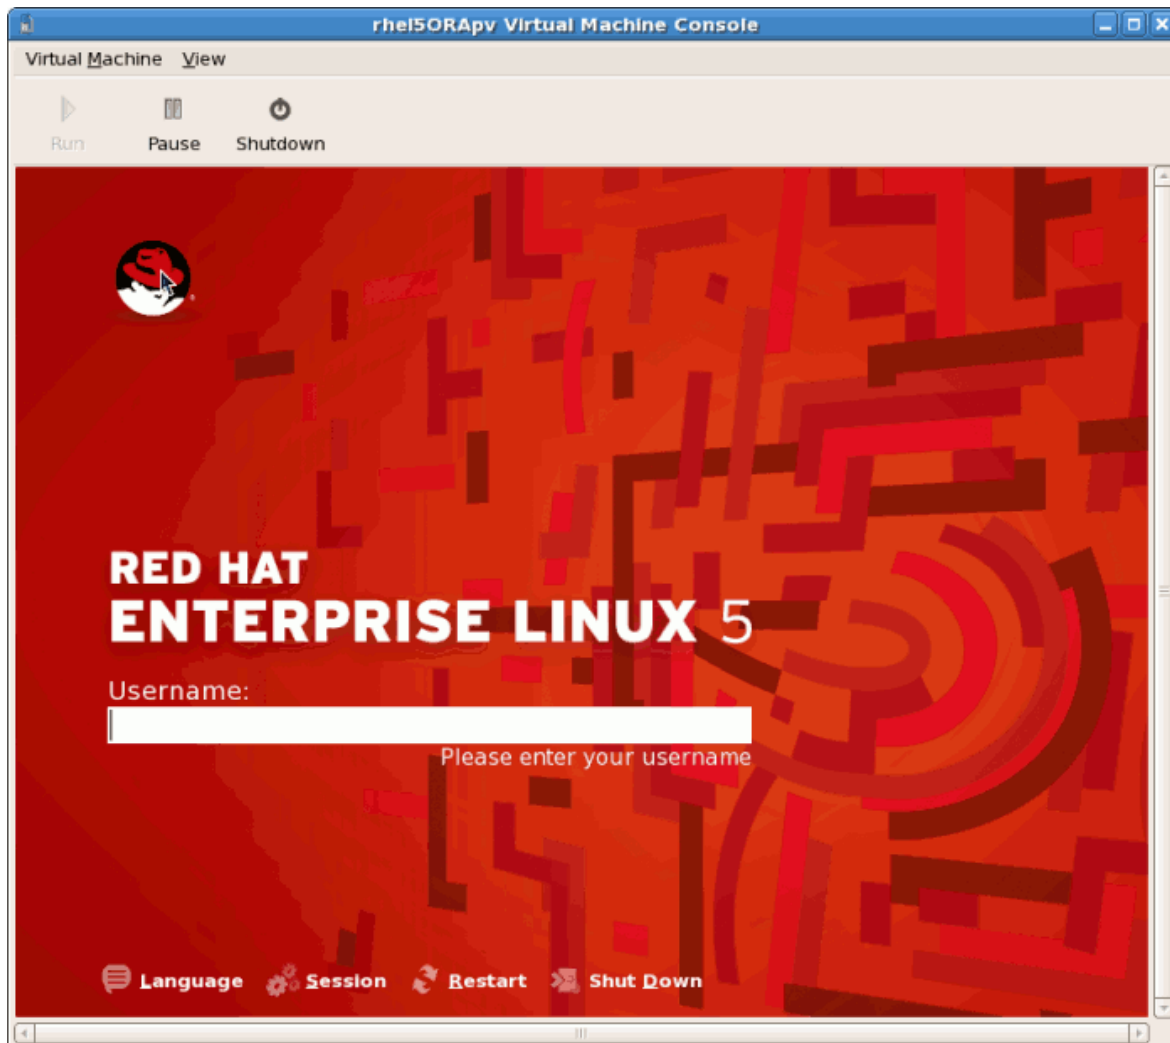 rhel5ORApv Virtual Machine Console
Virtual Machine View
Run Pause Shutdown
RED HAT
ENTERPRISE LINUX 5
Username:
Please enter your username
Language Session Restart Shut Down